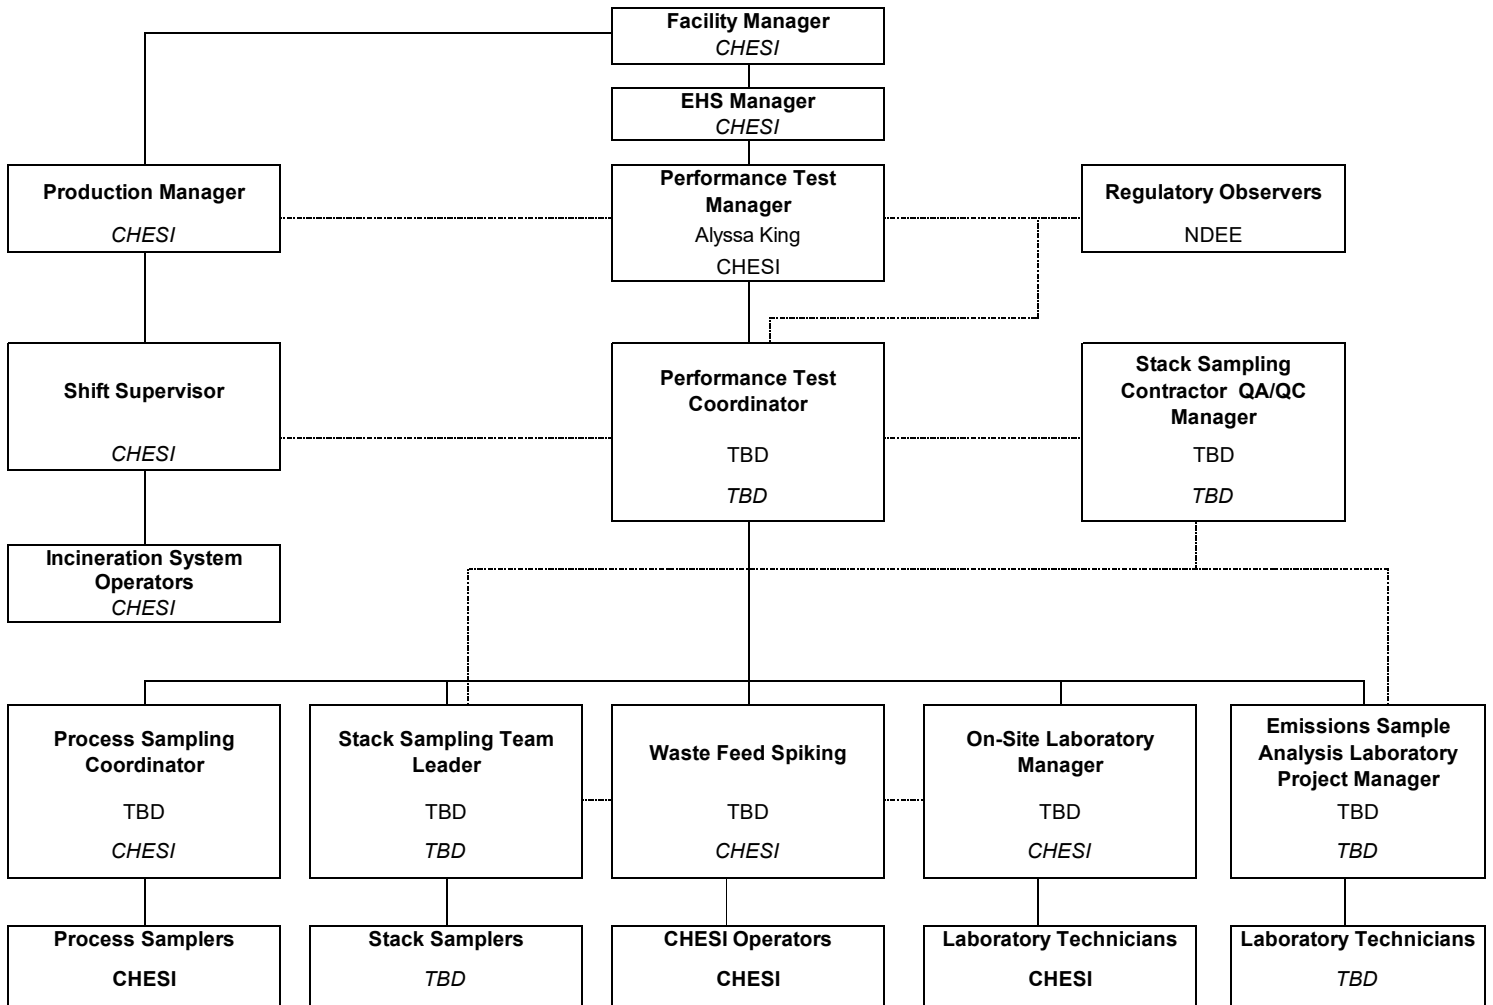 Facility Manager
CHESI
EHS Manager
CHESI
Production Manager
CHESI
Performance Test
Manager
Alyssa King
CHESI
Regulatory Observers
NDEE
Shift Supervisor
CHESI
Performance Test
Coordinator
TBD
TBD
Stack Sampling
Contractor QA/QC
Manager
TBD
TBD
Incineration System
Operators
CHESI
Process Sampling
Coordinator
TBD
CHESI
Stack Sampling Team
Leader
TBD
TBD
Waste Feed Spiking
TBD
CHESI
On-Site Laboratory
Manager
TBD
CHESI
Emissions Sample
Analysis Laboratory
Project Manager
TBD
TBD
Process Samplers
CHESI
Stack Samplers
TBD
CHESI Operators
CHESI
Laboratory Technicians
CHESI
Laboratory Technicians
TBD